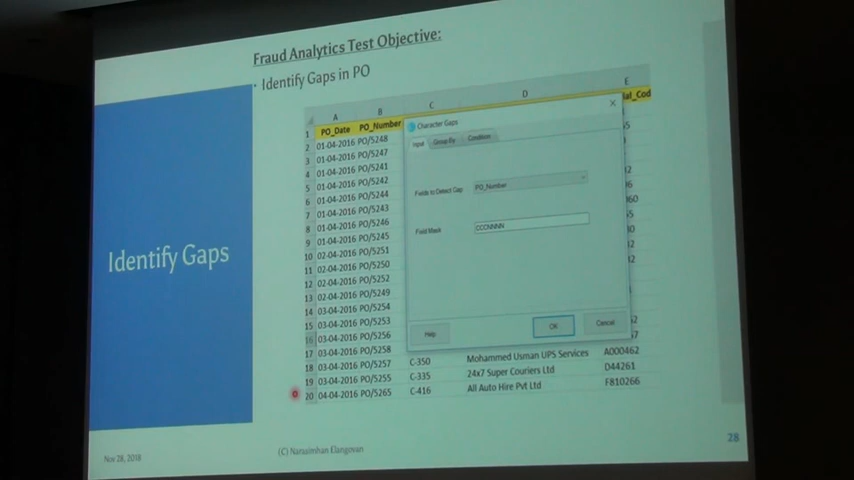 Fraud Analytics Test Objective:
• Identify Gaps in PO
Identify Gaps
A B C D E
1 PO_Date PO_Number ial_Cod
2 01-04-2016 PO/5248
3 01-04-2016 PO/5247
4 01-04-2016 PO/5241
5 01-04-2016 PO/5242
6 01-04-2016 PO/5244
7 01-04-2016 PO/5243
8 01-04-2016 PO/5246
9 01-04-2016 PO/5245
10 02-04-2016 PO/5251
11 02-04-2016 PO/5250
12 02-04-2016 PO/5252
13 02-04-2016 PO/5249
14 03-04-2016 PO/5254
15 03-04-2016 PO/5253
16 03-04-2016 PO/5256
17 03-04-2016 PO/5258 C-350 Mohammed Usman UPS Services A000462
18 03-04-2016 PO/5257 C-335 24x7 Super Couriers Ltd D44261
19 03-04-2016 PO/5255 C-416 All Auto Hire Pvt Ltd F810266
20 04-04-2016 PO/5265
Character Gaps
Input Group By Condition
Fields to Detect Gap PO_Number
Field Mask CCCNNNN
Help OK Cancel
Nov 28, 2018
(C) Narasimhan Elangovan
28